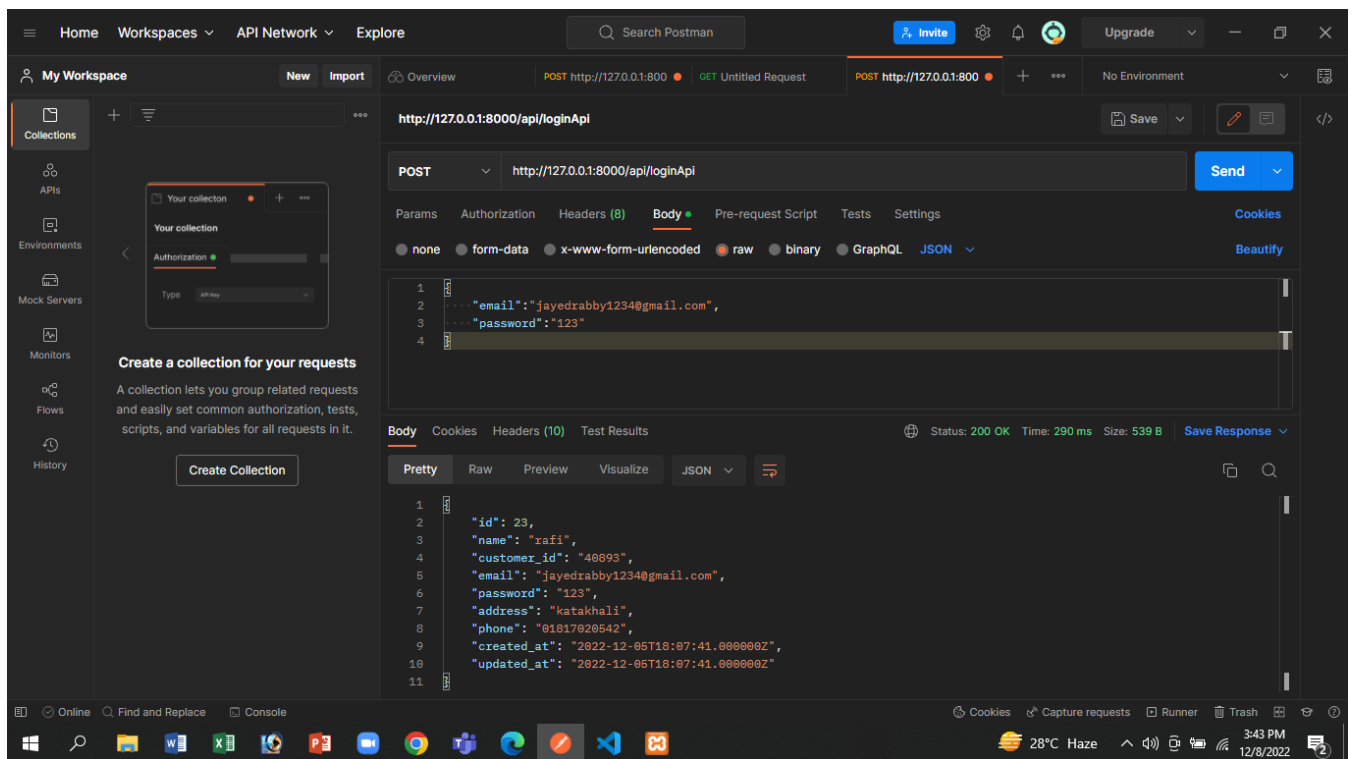 Home Workspaces API Network Explore Search Postman Invite Upgrade
My Workspace New Import Overview POST http://127.0.0.1:800 GET Untitled Request POST http://127.0.0.1:800 No Environment
Collections
APIs
Environments
Mock Servers
Monitors
Flows
History
Your collecton
Your collection
Authorization
Type API Key
Create a collection for your requests
A collection lets you group related requests
and easily set common authorization, tests,
scripts, and variables for all requests in it.
Create Collection
http://127.0.0.1:8000/api/loginApi Save </>
POST http://127.0.0.1:8000/api/loginApi Send
Params Authorization Headers (8) Body Pre-request Script Tests Settings Cookies
none form-data x-www-form-urlencoded raw binary GraphQL JSON Beautify
1 {
2 ····"email":"jayedrabby1234@gmail.com",
3 ····"password":"123"
4 }
Body Cookies Headers (10) Test Results Status: 200 OK Time: 290 ms Size: 539 B Save Response
Pretty Raw Preview Visualize JSON
1 {
2 "id": 23,
3 "name": "rafi",
4 "customer_id": "40893",
5 "email": "jayedrabby1234@gmail.com",
6 "password": "123",
7 "address": "katakhali",
8 "phone": "01817020542",
9 "created_at": "2022-12-05T18:07:41.000000Z",
10 "updated_at": "2022-12-05T18:07:41.000000Z"
11 }
Online Find and Replace Console Cookies Capture requests Runner Trash
28°C Haze 3:43 PM
12/8/2022
2